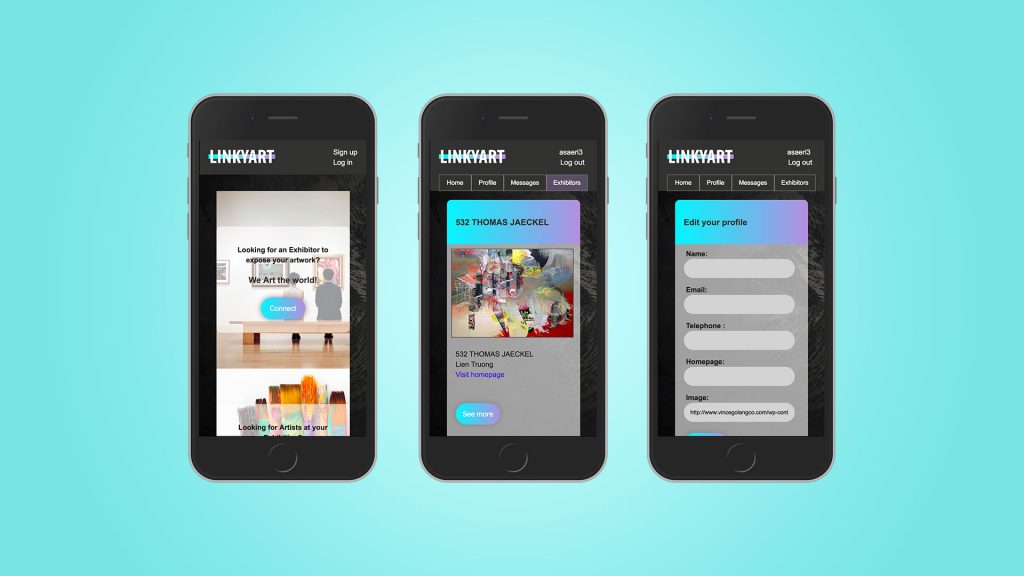 LINKYART
Sign up
Log in
Looking for an Exhibitor to
expose your artwork?
We Art the world!
Connect
Looking for Artists at your
LINKYART
asaeri3
Log out
Home
Profile
Messages
Exhibitors
532 THOMAS JAECKEL
532 THOMAS JAECKEL
Lien Truong
Visit homepage
See more
LINKYART
asaeri3
Log out
Home
Profile
Messages
Exhibitors
Edit your profile
Name:
Email:
Telephone :
Homepage:
Image:
http://www.vincegolangco.com/wp-cont